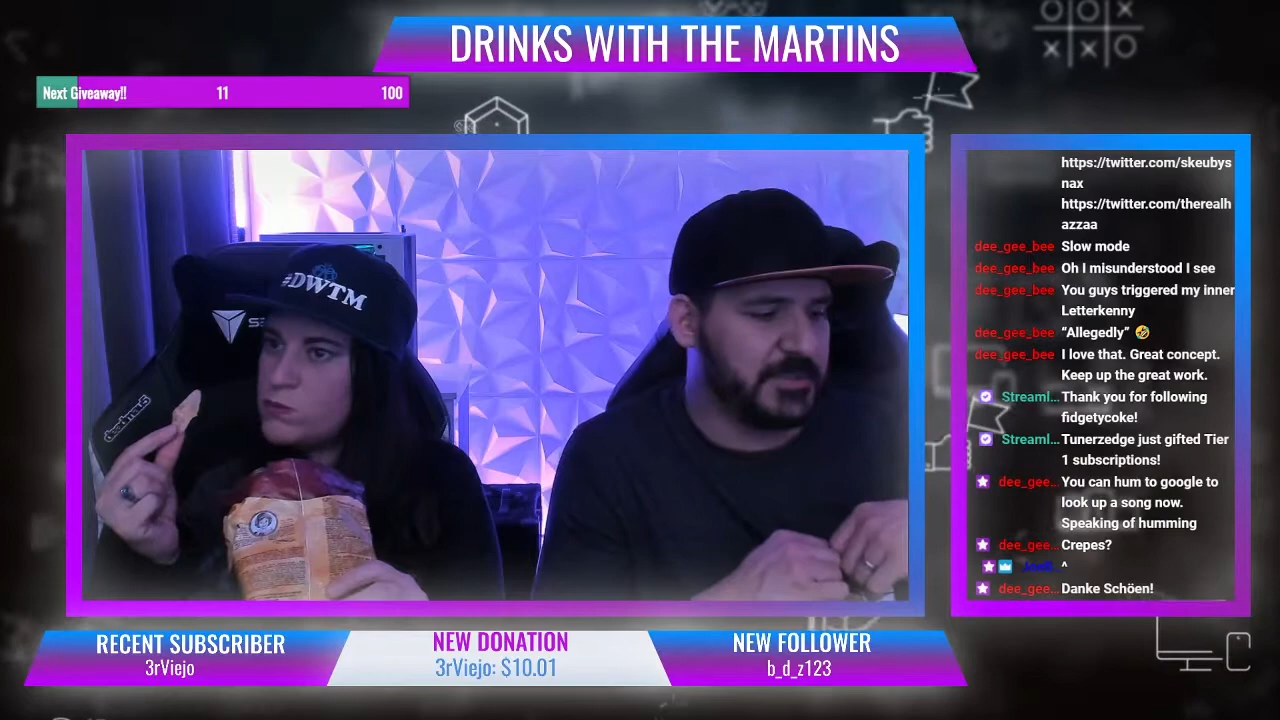 DRINKS WITH THE MARTINS
Next Giveaway!! 11 100
#DWTM
deadmau5
https://twitter.com/skeubys
nax
https://twitter.com/therealh
azzaa
dee_gee_bee Slow mode
dee_gee_bee Oh I misunderstood I see
dee_gee_bee You guys triggered my inner
Letterkenny
dee_gee_bee “Allegedly” 🤣
dee_gee_bee I love that. Great concept.
Keep up the great work.
Streaml... Thank you for following
fidgetycoke!
Streaml... Tunerzedge just gifted Tier
1 subscriptions!
dee_gee... You can hum to google to
look up a song now.
Speaking of humming
dee_gee... Crepes?
^
dee_gee... Danke Schöen!
RECENT SUBSCRIBER
3rViejo
NEW DONATION
3rViejo: $10.01
NEW FOLLOWER
b_d_z123